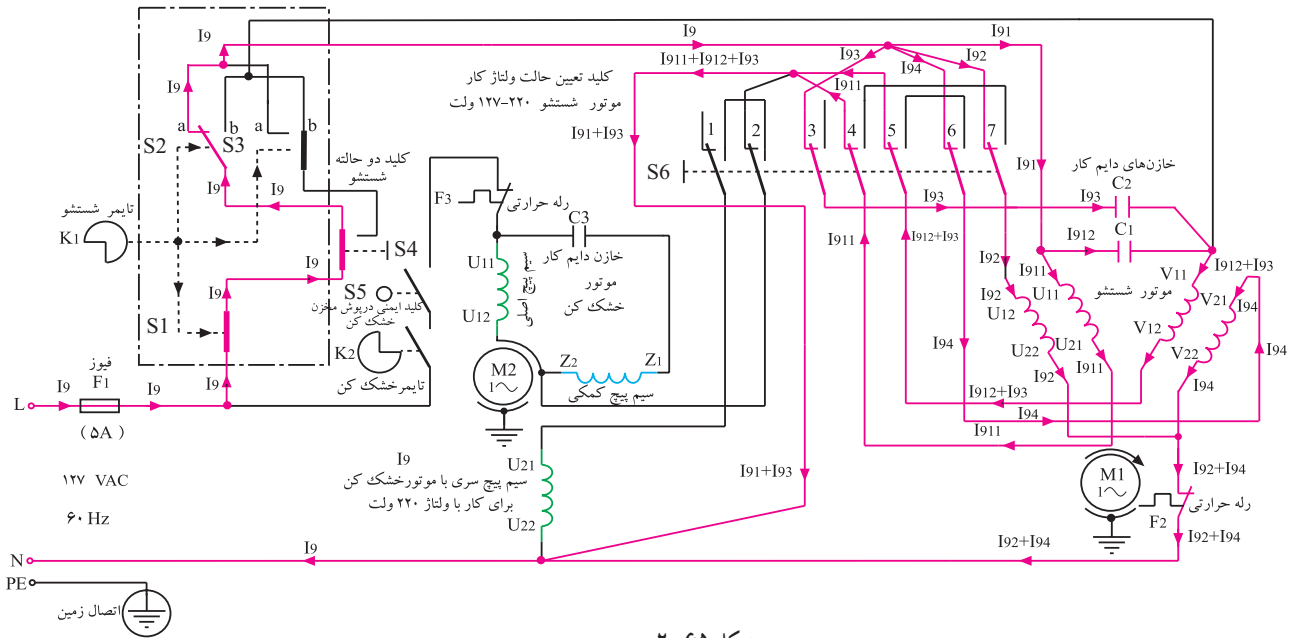 I9
I9
I91
I911+I912+I93
I93
I94
I92
I911
کلید تعیین حالت ولتاژ کار
موتور شستشو ۲۲۰-۱۲۷ ولت
I91+I93
I9
a
b
a
b
S2
S3
I9
I9
کلید دو حالته
شستشو
تایمر شستشو
K1
S4
I9
I9
S1
I9
1
2
3
4
5
6
7
S6
F3
رله حرارتی
C3
خازن دایم کار
موتور
خشک کن
U11
U12
سیم پیچ اصلی
S5
کلید ایمنی درپوش مخزن
خشک کن
K2
تایمرخشک کن
M2
1~
Z2
Z1
سیم پیچ کمکی
I91
خازن‌های دایم کار
C2
I93
I93
C1
I912
I911
I912+I93
I92
I911
U11
موتور شستشو
V11
I912+I93
V21
I94
I92
U12
V12
U22
U21
V22
I92
I911
I94
I94
I94
I912+I93
I94
I911
فیوز
F1
L
I9
I9
I9
(۵A)
۱۲۷ VAC
۶۰ Hz
I9
سیم پیچ سری با موتورخشک کن
برای کار با ولتاژ ۲۲۰ ولت
U21
U22
I91+I93
M1
1~
I92+I94
F2
رله حرارتی
I92+I94
I92+I94
N
I9
PE
اتصال زمین